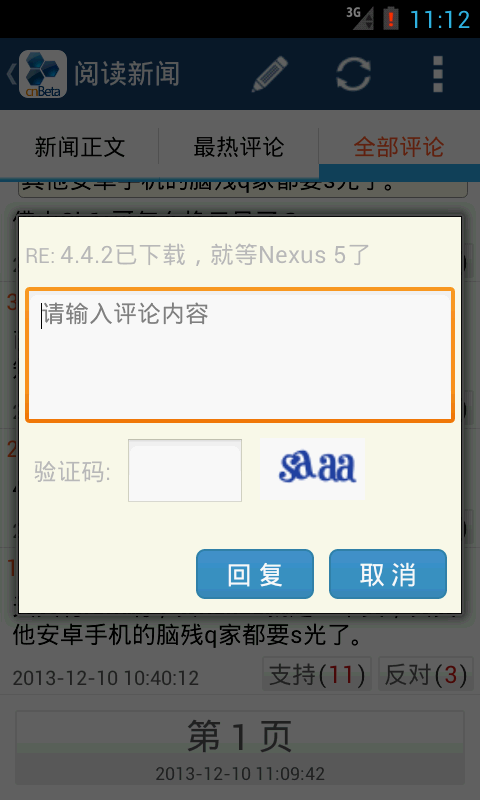 3G 11:12
cnBeta 阅读新闻
新闻正文 最热评论 全部评论
其他安卓手机的脑残q家都要s光了。
RE: 4.4.2已下载，就等Nexus 5了
请输入评论内容
验证码: saaa
回复 取消
他安卓手机的脑残q家都要s光了。
2013-12-10 10:40:12 支持(11) 反对(3)
第 1 页
2013-12-10 11:09:42